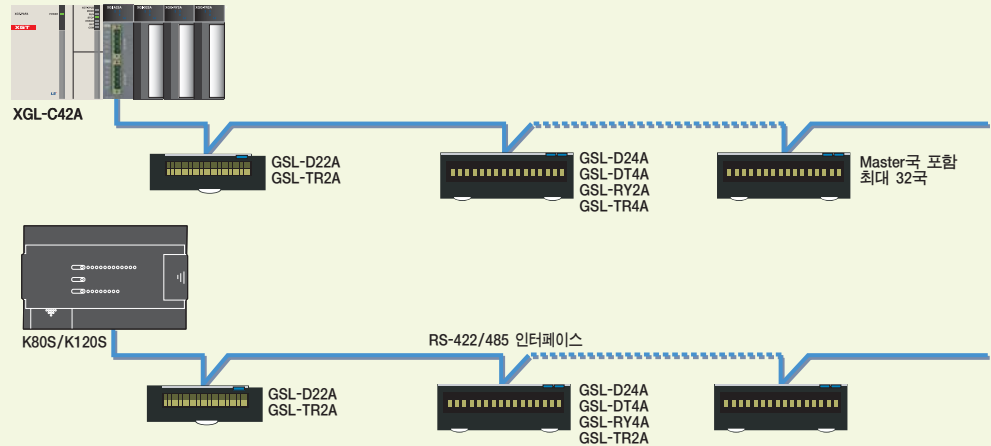 XGT
LS
XGL-C42A
GSL-D22A
GSL-TR2A
GSL-D24A
GSL-DT4A
GSL-RY2A
GSL-TR4A
Master국 포함
최대 32국
K80S/K120S
RS-422/485 인터페이스
GSL-D22A
GSL-TR2A
GSL-D24A
GSL-DT4A
GSL-RY4A
GSL-TR2A